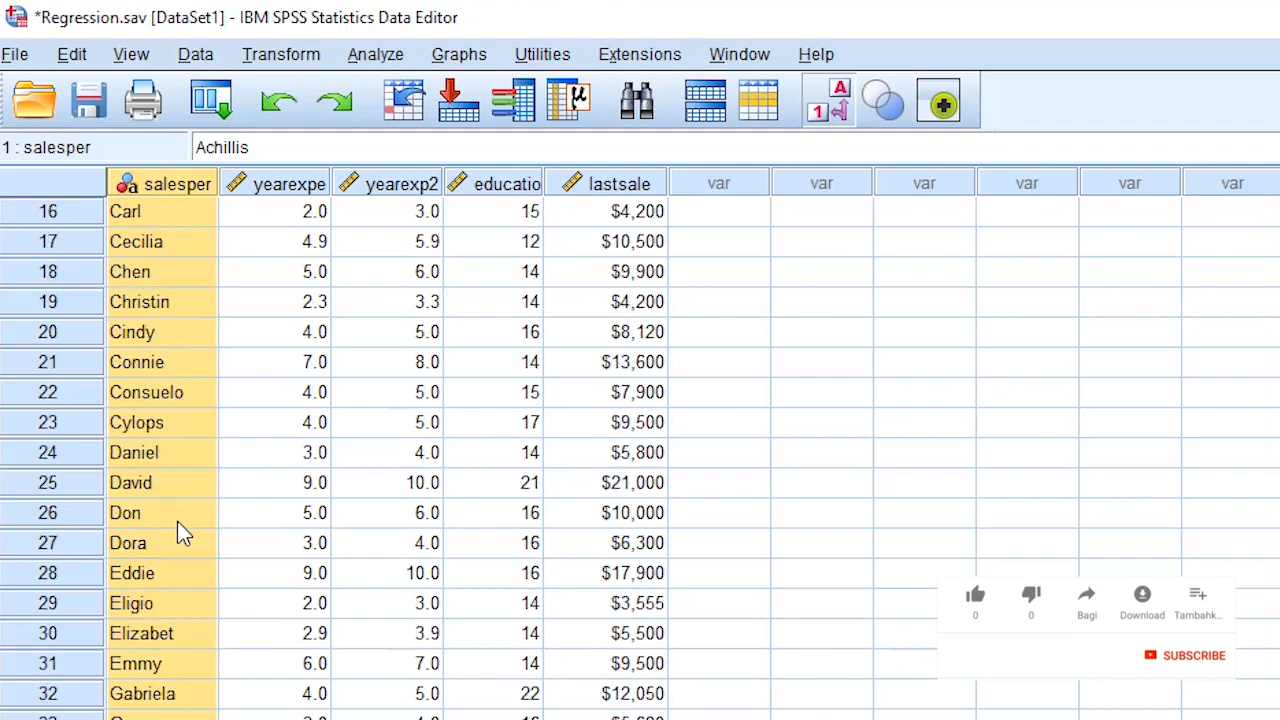 *Regression.sav [DataSet1] - IBM SPSS Statistics Data Editor
File Edit View Data Transform Analyze Graphs Utilities Extensions Window Help
1 : salesper Achillis
salesper yearexpe yearexp2 educatio lastsale var var var var var var
16 Carl 2.0 3.0 15 $4,200
17 Cecilia 4.9 5.9 12 $10,500
18 Chen 5.0 6.0 14 $9,900
19 Christin 2.3 3.3 14 $4,200
20 Cindy 4.0 5.0 16 $8,120
21 Connie 7.0 8.0 14 $13,600
22 Consuelo 4.0 5.0 15 $7,900
23 Cylops 4.0 5.0 17 $9,500
24 Daniel 3.0 4.0 14 $5,800
25 David 9.0 10.0 21 $21,000
26 Don 5.0 6.0 16 $10,000
27 Dora 3.0 4.0 16 $6,300
28 Eddie 9.0 10.0 16 $17,900
29 Eligio 2.0 3.0 14 $3,555
30 Elizabet 2.9 3.9 14 $5,500
31 Emmy 6.0 7.0 14 $9,500
32 Gabriela 4.0 5.0 22 $12,050
0 0 Bagi Download Tambahk...
SUBSCRIBE